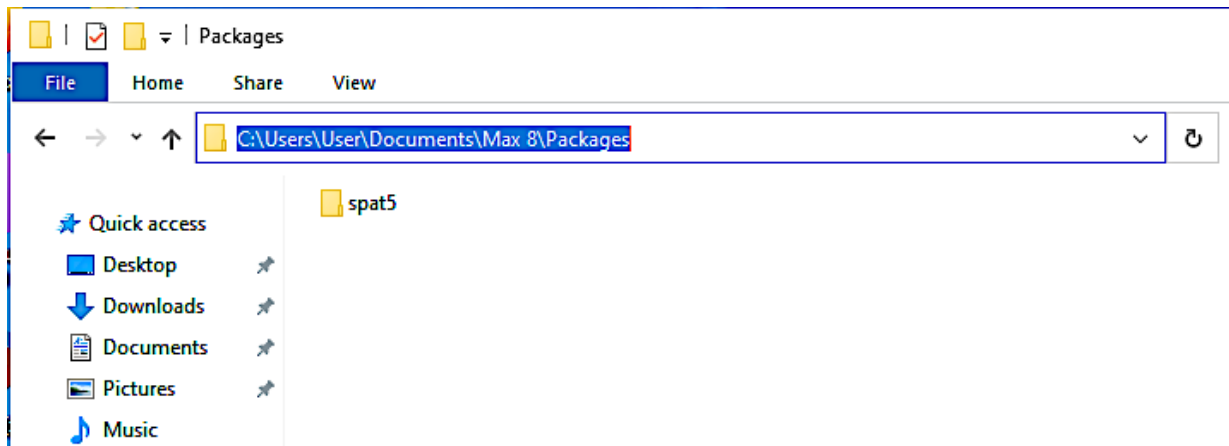 Packages
File Home Share View
C:\Users\User\Documents\Max 8\Packages
spat5
Quick access
Desktop
Downloads
Documents
Pictures
Music